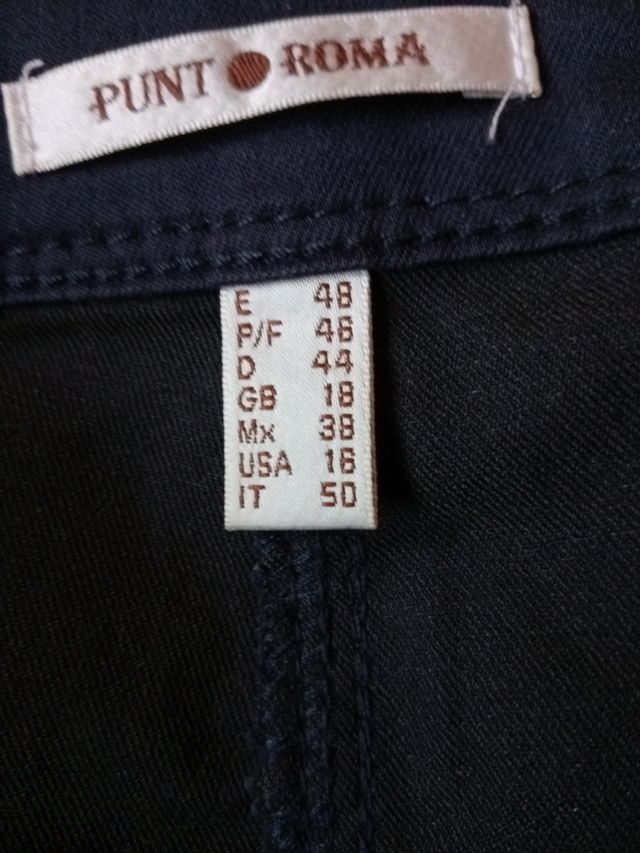 PUNT ROMA
E 48
P/F 46
D 44
GB 18
Mx 38
USA 16
IT 50